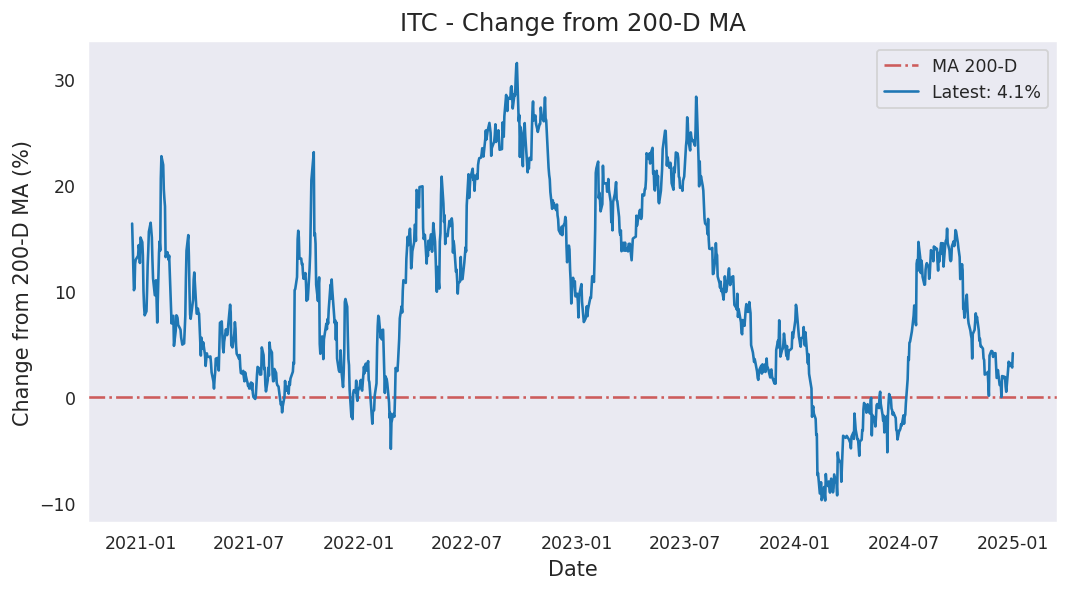 ITC - Change from 200-D MA
MA 200-D
Latest: 4.1%
Change from 200-D MA (%)
30
20
10
0
−10
2021-01 2021-07 2022-01 2022-07 2023-01 2023-07 2024-01 2024-07 2025-01
Date